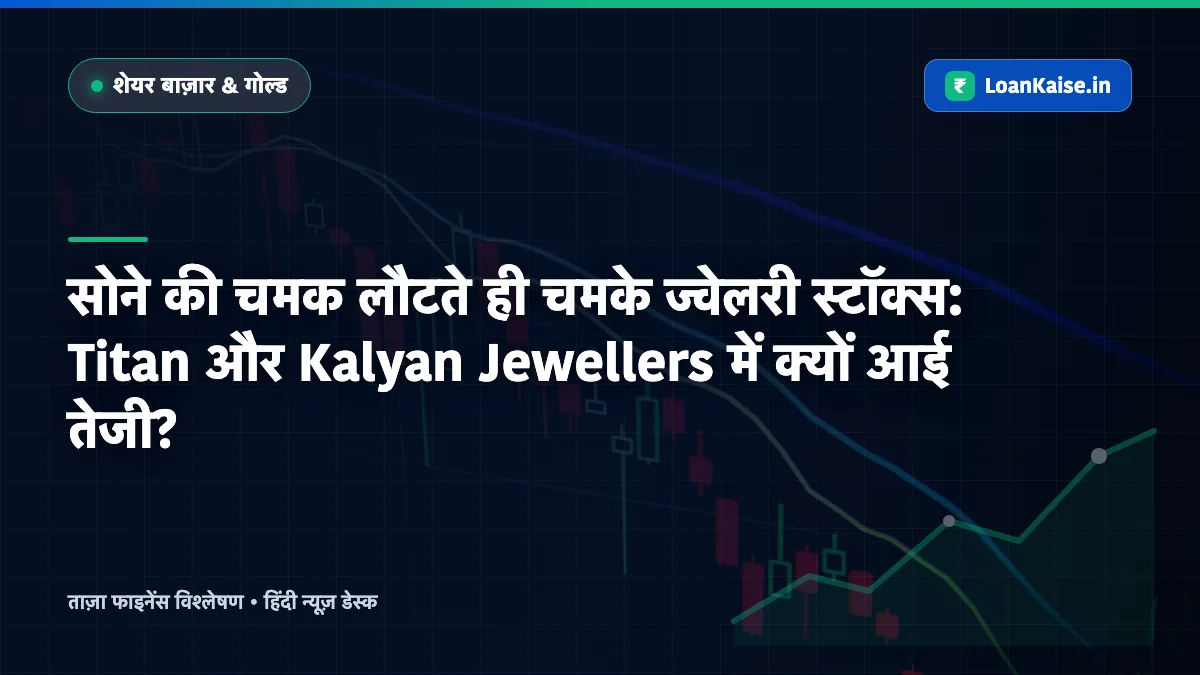 शेयर बाज़ार & गोल्ड
₹ LoanKaise.in
सोने की चमक लौटते ही चमके ज्वेलरी स्टॉक्स:
Titan और Kalyan Jewellers में क्यों आई
तेजी?
ताज़ा फाइनेंस विश्लेषण • हिंदी न्यूज़ डेस्क